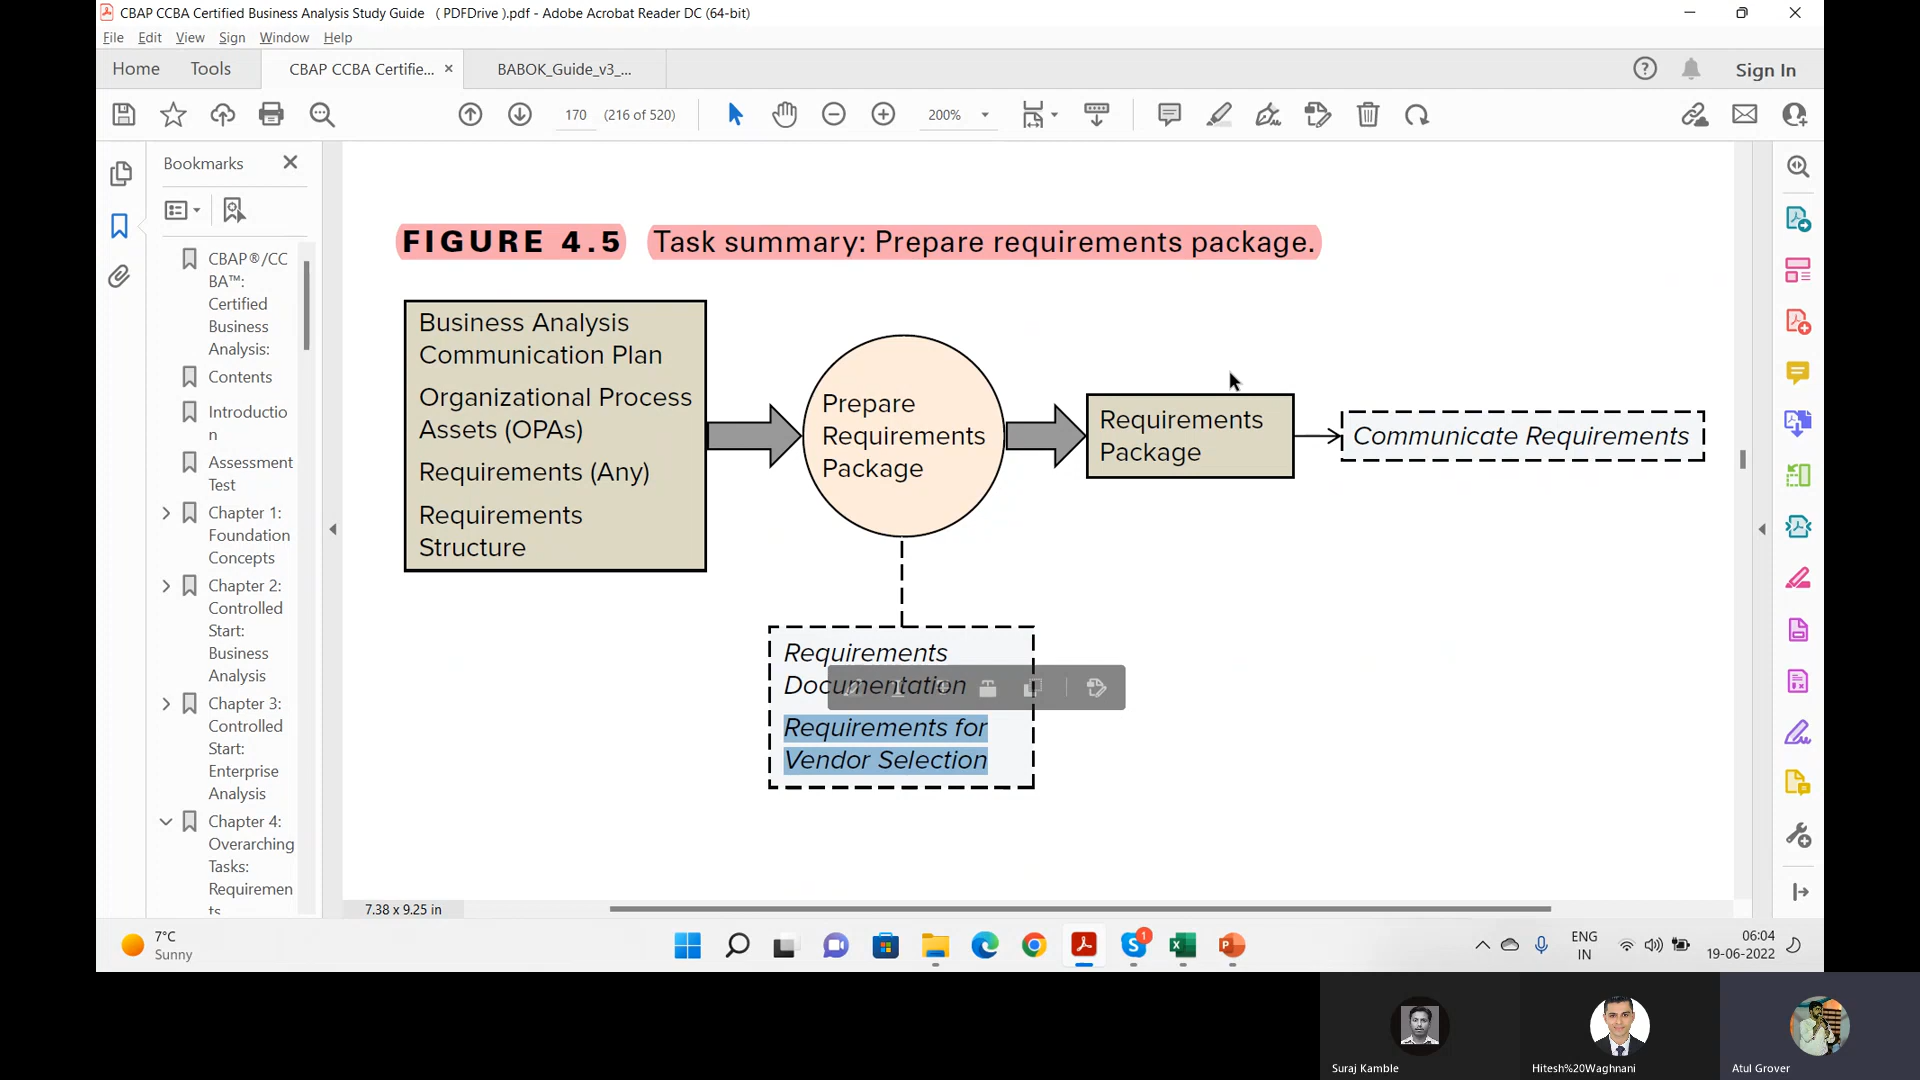 CBAP CCBA Certified Business Analysis Study Guide ( PDFDrive ).pdf - Adobe Acrobat Reader DC (64-bit)
File Edit View Sign Window Help
Home Tools CBAP CCBA Certifie... × BABOK_Guide_v3_... Sign In
170 (216 of 520) 200%
Bookmarks
CBAP®/CC
BA™:
Certified
Business
Analysis:
Contents
Introductio
n
Assessment
Test
Chapter 1:
Foundation
Concepts
Chapter 2:
Controlled
Start:
Business
Analysis
Chapter 3:
Controlled
Start:
Enterprise
Analysis
Chapter 4:
Overarching
Tasks:
Requiremen
ts
FIGURE 4.5 Task summary: Prepare requirements package.
Business Analysis
Communication Plan
Organizational Process
Assets (OPAs)
Requirements (Any)
Requirements
Structure
Prepare
Requirements
Package
Requirements
Package
Communicate Requirements
Requirements
Documentation
Requirements for
Vendor Selection
7.38 x 9.25 in
7°C
Sunny
1
ENG
IN
06:04
19-06-2022
Suraj Kamble
Hitesh%20Waghnani
Atul Grover